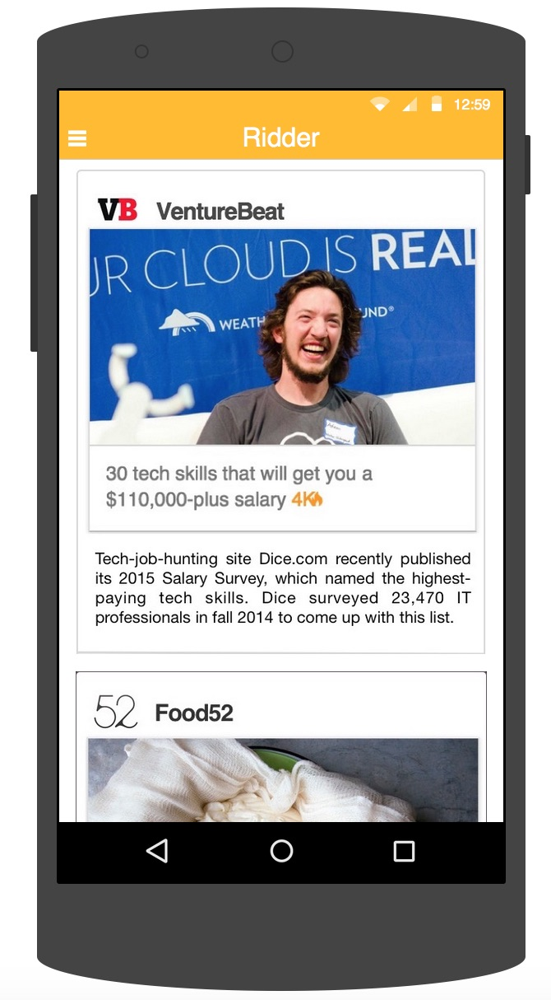 12:59
Ridder
VB VentureBeat
UR CLOUD IS REAL
WEATH UND®
30 tech skills that will get you a
$110,000-plus salary 4K
Tech-job-hunting site Dice.com recently published
its 2015 Salary Survey, which named the highest-
paying tech skills. Dice surveyed 23,470 IT
professionals in fall 2014 to come up with this list.
52 Food52